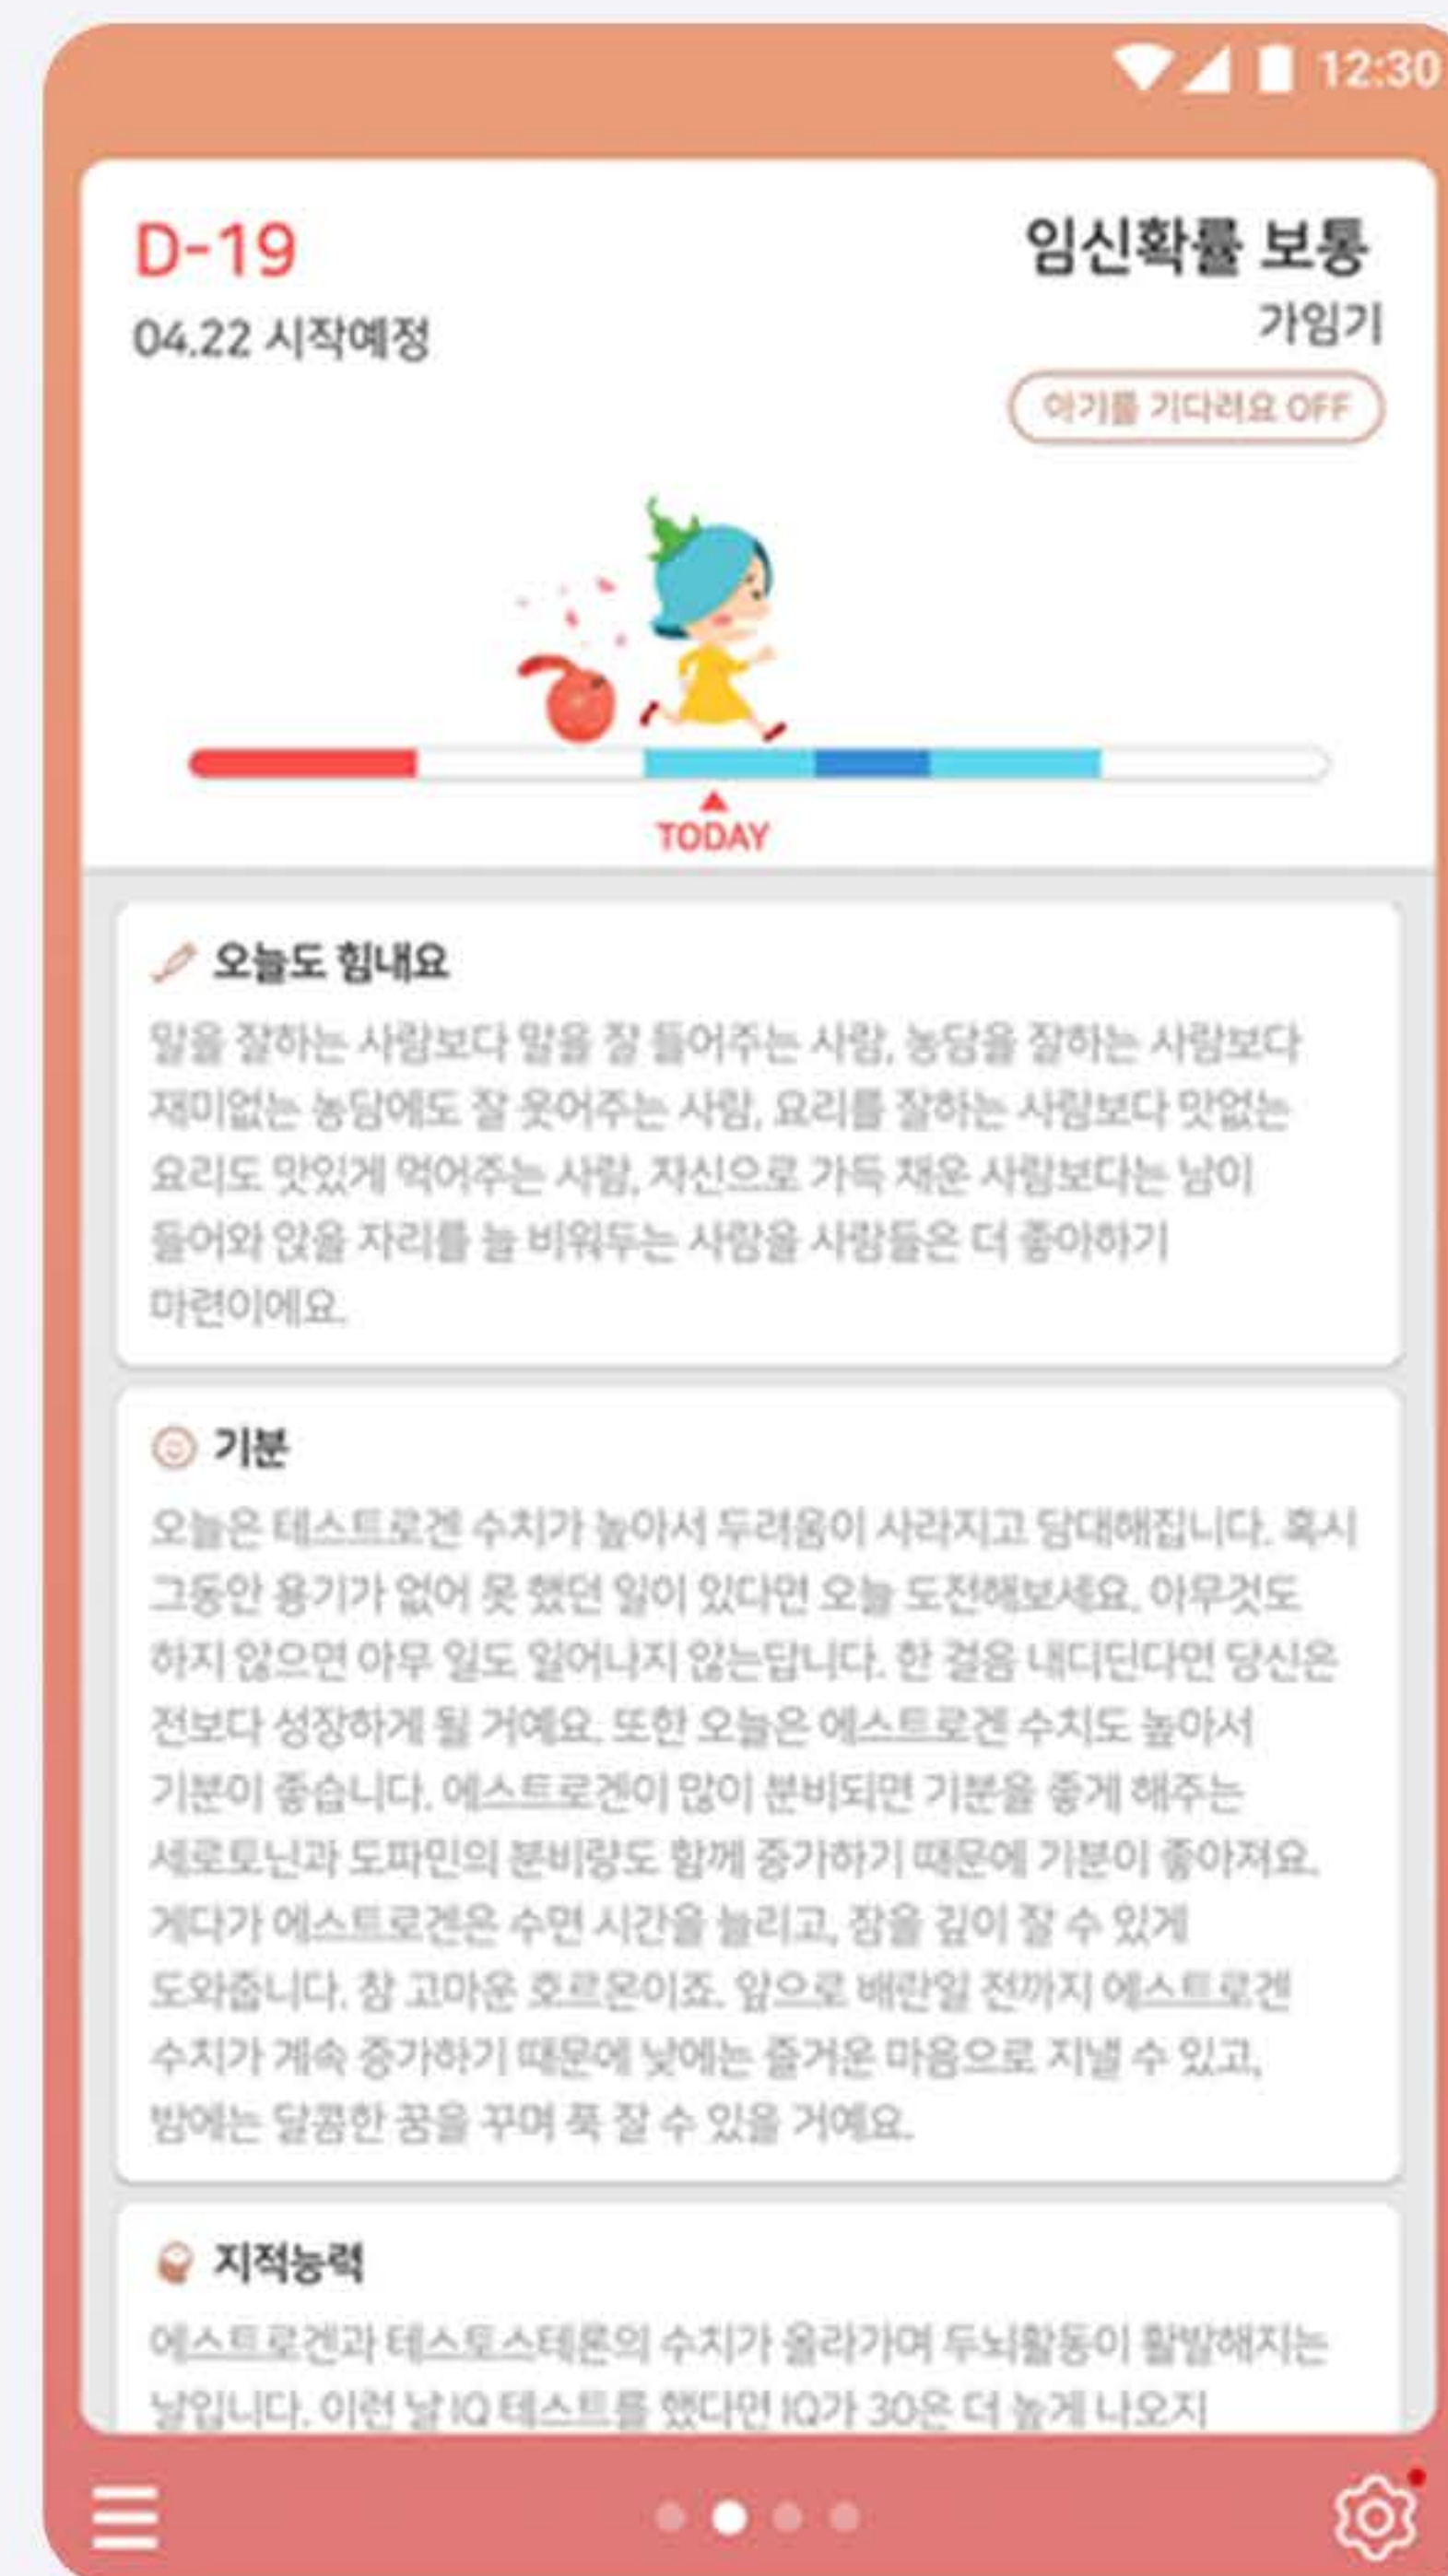 12:30
D-19
임신확률 보통
04.22 시작예정
가임기
아기를 기다려요 OFF
TODAY
오늘도 힘내요
말을 잘하는 사람보다 말을 잘 들어주는 사람, 농담을 잘하는 사람보다
재미없는 농담에도 잘 웃어주는 사람, 요리를 잘하는 사람보다 맛없는
요리도 맛있게 먹어주는 사람, 자신으로 가득 채운 사람보다는 남이
들어와 앉을 자리를 늘 비워두는 사람을 사람들은 더 좋아하기
마련이에요.
기분
오늘은 테스트로겐 수치가 높아서 두려움이 사라지고 담대해집니다. 혹시
그동안 용기가 없어 못 했던 일이 있다면 오늘 도전해보세요. 아무것도
하지 않으면 아무 일도 일어나지 않는답니다. 한 걸음 내디딘다면 당신은
전보다 성장하게 될 거예요. 또한 오늘은 에스트로겐 수치도 높아서
기분이 좋습니다. 에스트로겐이 많이 분비되면 기분을 좋게 해주는
세로토닌과 도파민의 분비량도 함께 증가하기 때문에 기분이 좋아져요.
게다가 에스트로겐은 수면 시간을 늘리고, 잠을 깊이 잘 수 있게
도와줍니다. 참 고마운 호르몬이죠. 앞으로 배란일 전까지 에스트로겐
수치가 계속 증가하기 때문에 낮에는 즐거운 마음으로 지낼 수 있고,
밤에는 달콤한 꿈을 꾸며 푹 잘 수 있을 거예요.
지적능력
에스트로겐과 테스토스테론의 수치가 올라가며 두뇌활동이 활발해지는
날입니다. 이런 날 IQ 테스트를 했다면 IQ가 30은 더 높게 나오지